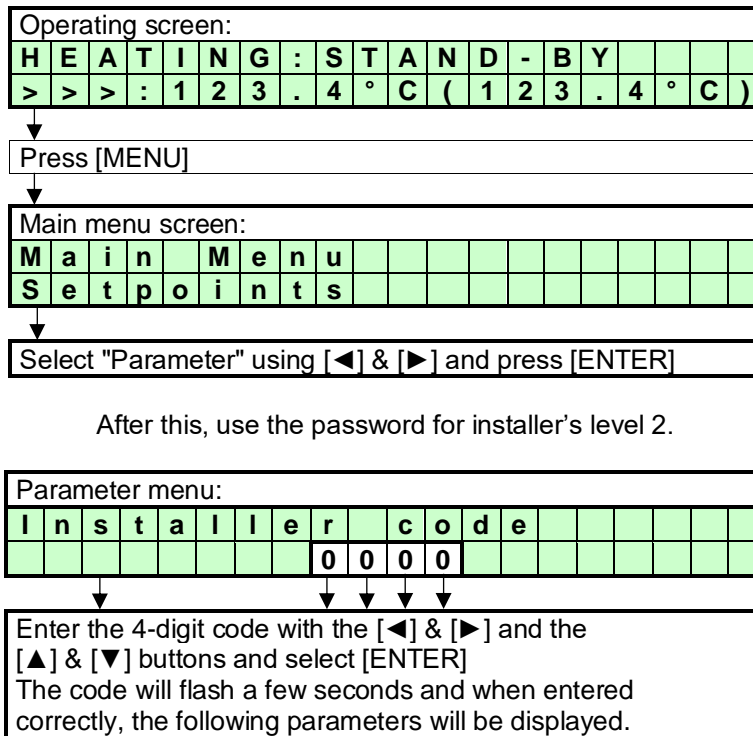 Operating screen:
HEATING:STAND-BY
>>>:123.4°C(123.4°C)
Press [MENU]
Main menu screen:
Main Menu
Setpoints
Select "Parameter" using [◄] & [►] and press [ENTER]
After this, use the password for installer’s level 2.
Parameter menu:
Installer code
0000
Enter the 4-digit code with the [◄] & [►] and the
[▲] & [▼] buttons and select [ENTER]
The code will flash a few seconds and when entered
correctly, the following parameters will be displayed.